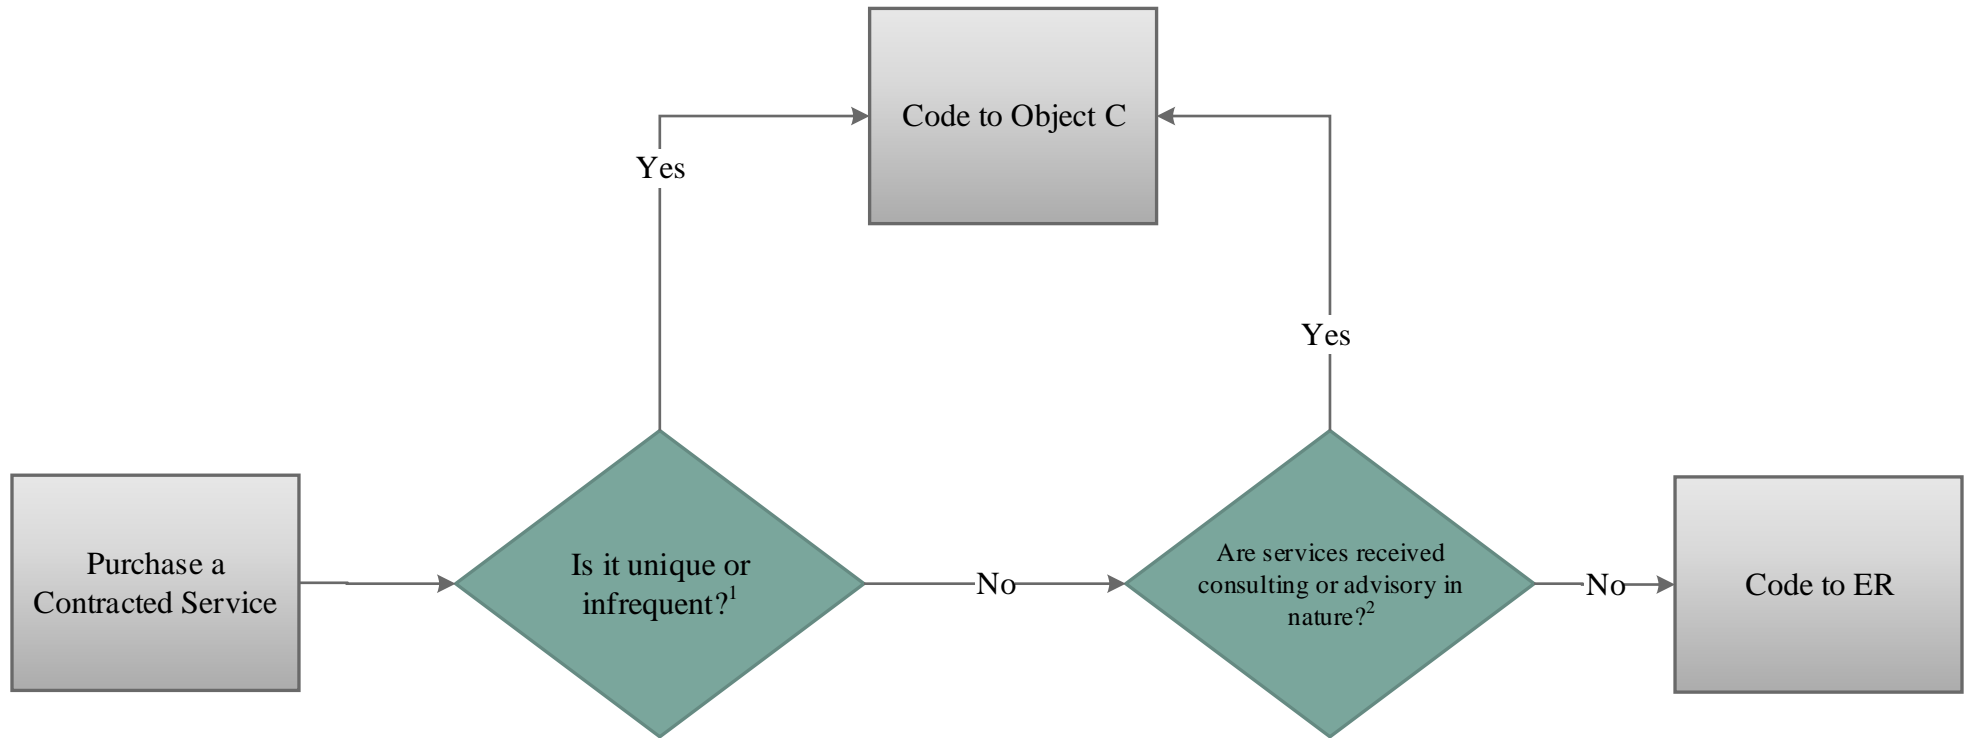 Code to Object C
Yes
Yes
Purchase a
Contracted Service
Is it unique or
infrequent?¹
No
Are services received
consulting or advisory in
nature?²
No
Code to ER